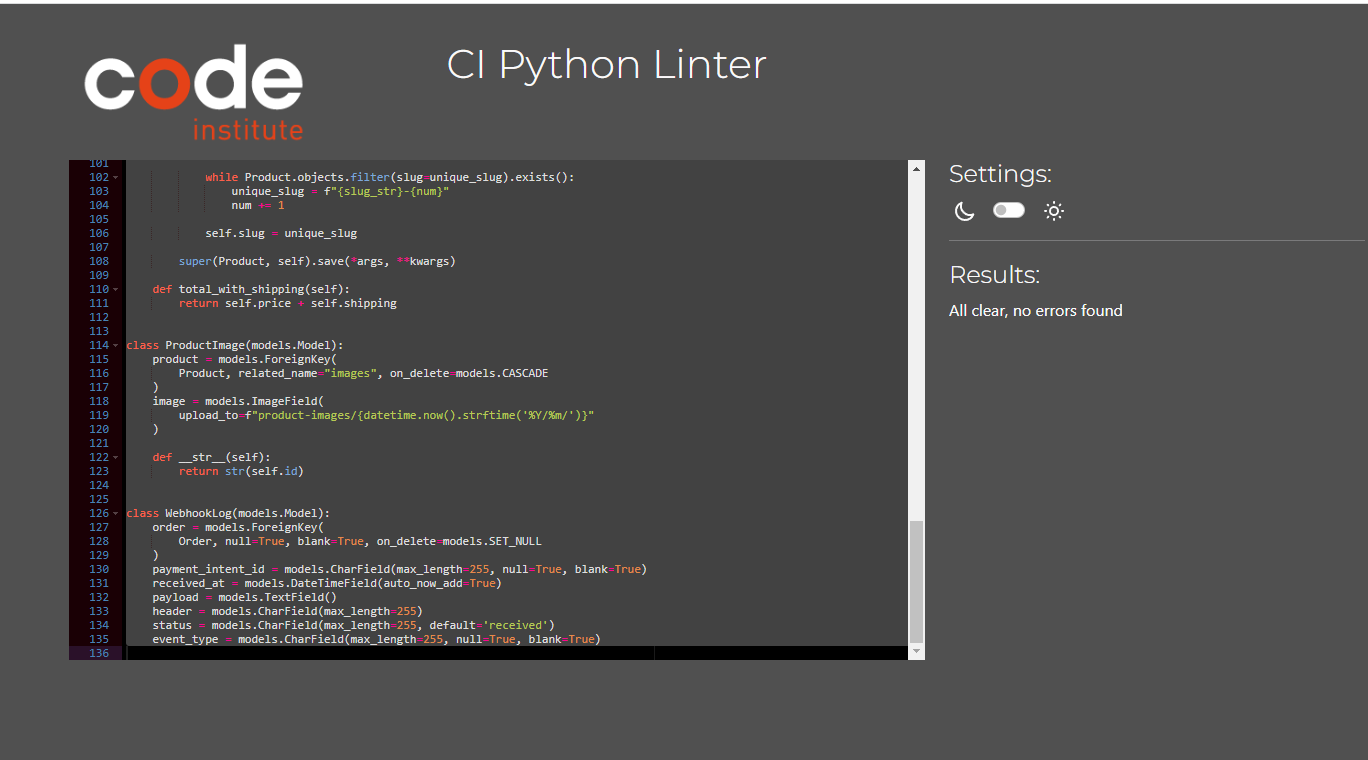 code
institute
CI Python Linter
101
102 while Product.objects.filter(slug=unique_slug).exists():
103 unique_slug = f"{slug_str}-{num}"
104 num += 1
105
106 self.slug = unique_slug
107
108 super(Product, self).save(*args, **kwargs)
109
110 def total_with_shipping(self):
111 return self.price + self.shipping
112
113
114 class ProductImage(models.Model):
115 product = models.ForeignKey(
116 Product, related_name="images", on_delete=models.CASCADE
117 )
118 image = models.ImageField(
119 upload_to=f"product-images/{datetime.now().strftime('%Y/%m/')}"
120 )
121
122 def __str__(self):
123 return str(self.id)
124
125
126 class WebhookLog(models.Model):
127 order = models.ForeignKey(
128 Order, null=True, blank=True, on_delete=models.SET_NULL
129 )
130 payment_intent_id = models.CharField(max_length=255, null=True, blank=True)
131 received_at = models.DateTimeField(auto_now_add=True)
132 payload = models.TextField()
133 header = models.CharField(max_length=255)
134 status = models.CharField(max_length=255, default='received')
135 event_type = models.CharField(max_length=255, null=True, blank=True)
136
Settings:
Results:
All clear, no errors found